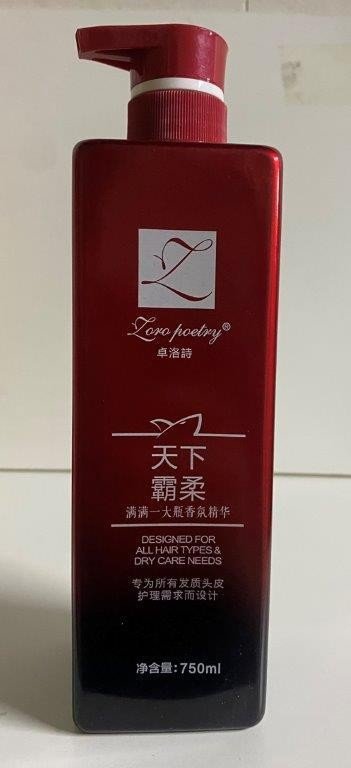 Z
Zoro poetry®
卓洛詩
天下
霸柔
满满一大瓶香氛精华
DESIGNED FOR
ALL HAIR TYPES &
DRY CARE NEEDS
专为所有发质头皮
护理需求而设计
净含量:750ml